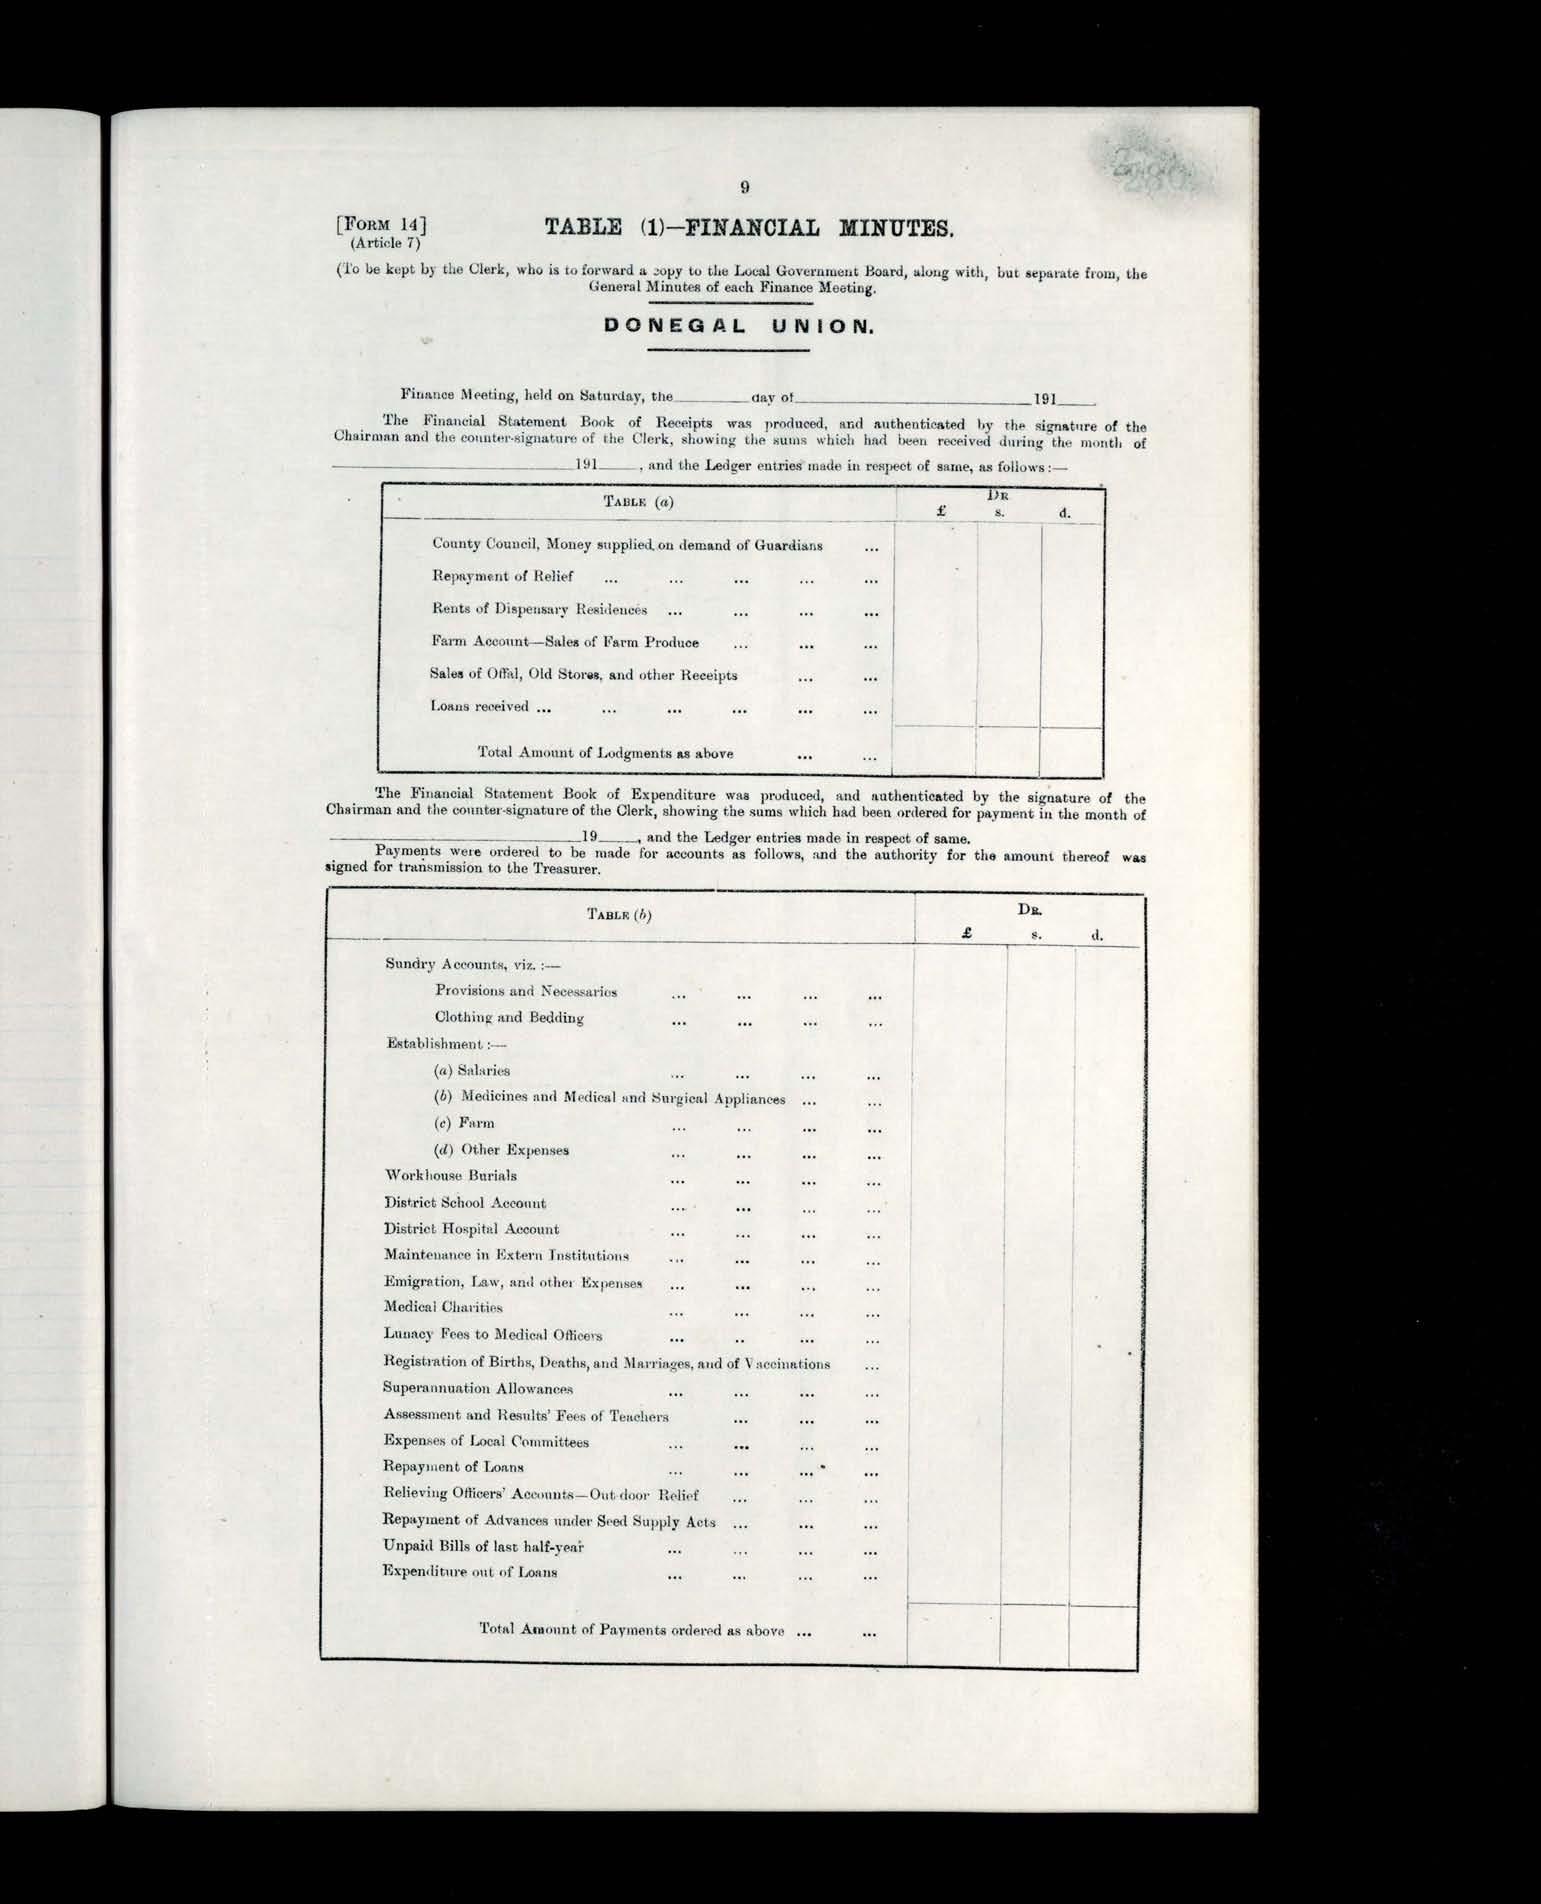 9
[FORM 14]
TABLE (1)—FINANCIAL MINUTES.
(Article 7)
(To be kept by the Clerk, who is to forward a copy to the Local Government Board, along with, but separate from, the
General Minutes of each Finance Meeting.
DONEGAL UNION.
Finance Meeting, held on Saturday, the________day of________________________191____.
The Financial Statement Book of Receipts was produced, and authenticated by the signature of the
Chairman and the counter-signature of the Clerk, showing the sums which had been received during the month of
________________________191____, and the Ledger entries made in respect of same, as follows:—
TABLE (a)
DR
£ s. d.
County Council, Money supplied on demand of Guardians ...
Repayment of Relief ... ... ... ... ...
Rents of Dispensary Residences ... ... ... ...
Farm Account—Sales of Farm Produce ... ... ...
Sales of Offal, Old Stores, and other Receipts ... ...
Loans received ... ... ... ... ... ...
Total Amount of Lodgments as above ... ...
The Financial Statement Book of Expenditure was produced, and authenticated by the signature of the
Chairman and the counter-signature of the Clerk, showing the sums which had been ordered for payment in the month of
________________________19____, and the Ledger entries made in respect of same.
Payments were ordered to be made for accounts as follows, and the authority for the amount thereof was
signed for transmission to the Treasurer.
TABLE (b)
DR.
£ s. d.
Sundry Accounts, viz. :—
Provisions and Necessaries ... ... ... ...
Clothing and Bedding ... ... ... ...
Establishment :—
(a) Salaries ... ... ... ...
(b) Medicines and Medical and Surgical Appliances ... ...
(c) Farm ... ... ... ...
(d) Other Expenses ... ... ... ...
Workhouse Burials ... ... ... ...
District School Account ... ... ... ...
District Hospital Account ... ... ... ...
Maintenance in Extern Institutions ... ... ... ...
Emigration, Law, and other Expenses ... ... ... ...
Medical Charities ... ... ... ...
Lunacy Fees to Medical Officers ... .. ... ...
Registration of Births, Deaths, and Marriages, and of Vaccinations ...
Superannuation Allowances ... ... ... ...
Assessment and Results' Fees of Teachers ... ... ...
Expenses of Local Committees ... ... ... ...
Repayment of Loans ... ... ... ...
Relieving Officers' Accounts—Out door Relief ... ... ...
Repayment of Advances under Seed Supply Acts ... ... ...
Unpaid Bills of last half-year ... ... ... ...
Expenditure out of Loans ... ... ... ...
Total Amount of Payments ordered as above ... ...